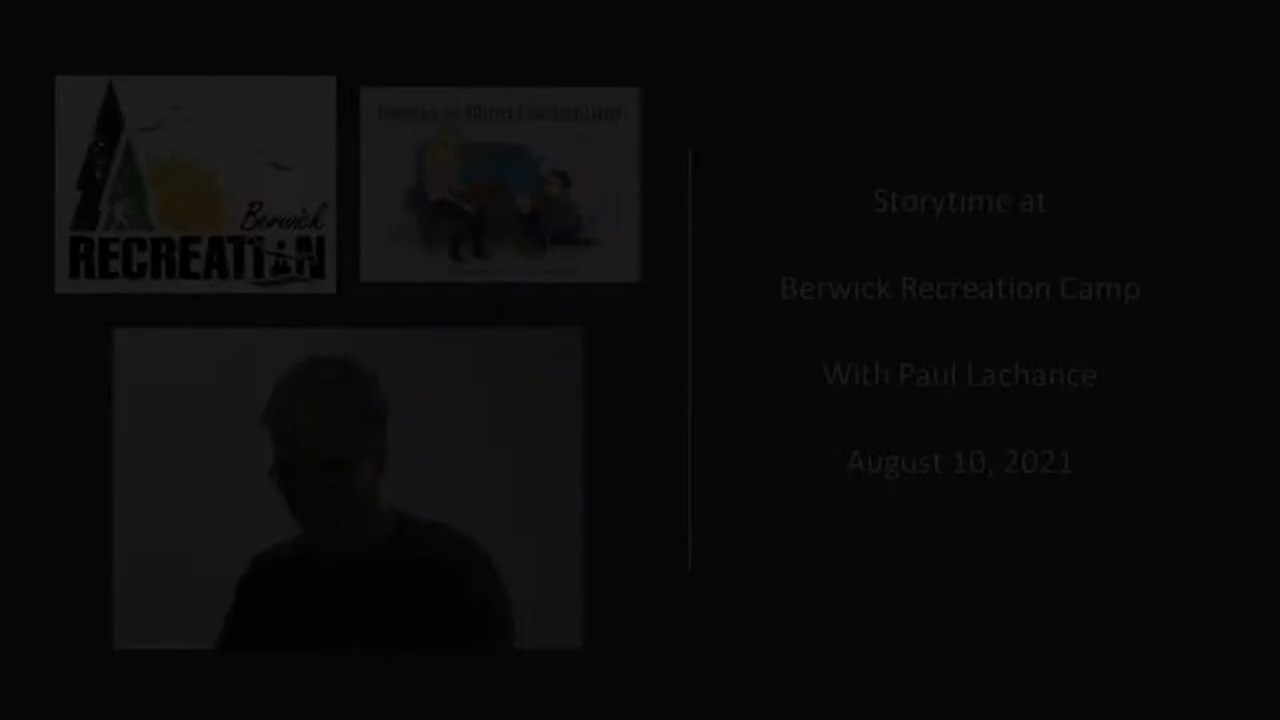 Berwick
RECREATION
Storytime at
Berwick Recreation Camp
With Paul Lachance
August 10, 2021